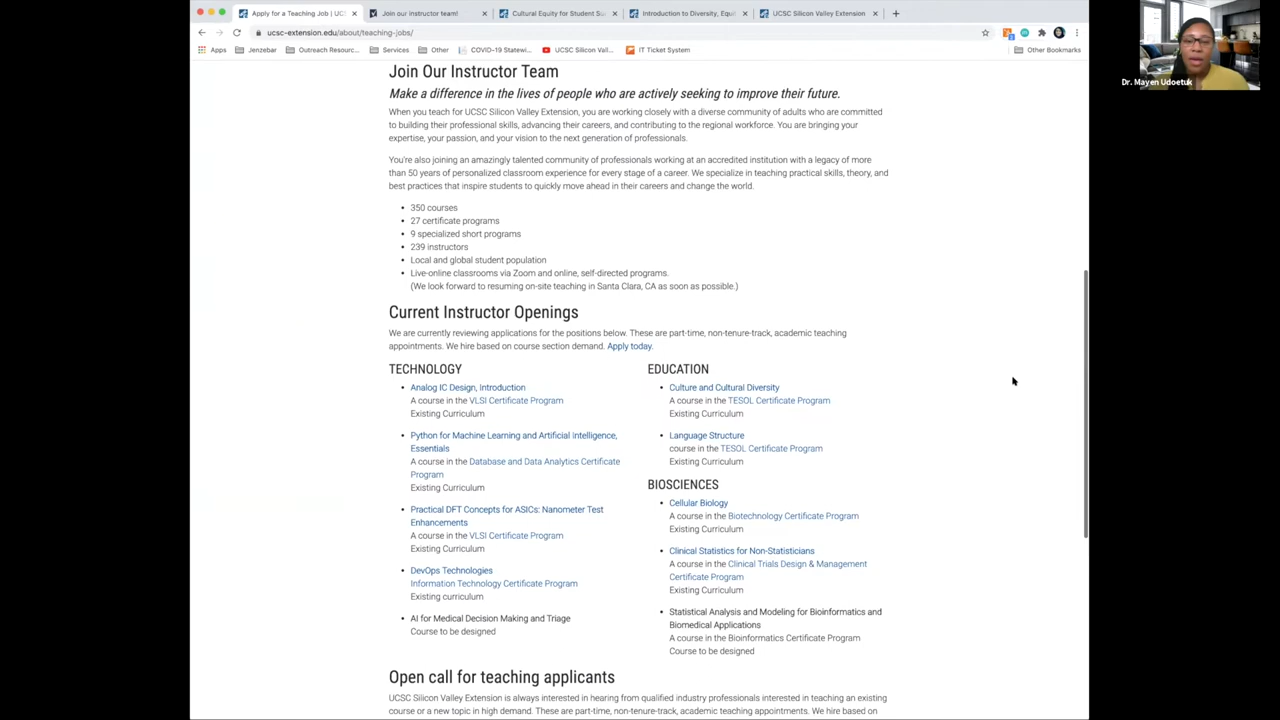 Apply for a Teaching Job | UC
Join our instructor team!
Cultural Equity for Student Su
Introduction to Diversity, Equi
UCSC Silicon Valley Extension
ucsc-extension.edu/about/teaching-jobs/
Apps
Jenzebar
Outreach Resourc...
Services
Other
COVID-19 Statewi...
UCSC Silicon Val...
IT Ticket System
Other Bookmarks
Dr. Mayen Udoetuk
Join Our Instructor Team
Make a difference in the lives of people who are actively seeking to improve their future.
When you teach for UCSC Silicon Valley Extension, you are working closely with a diverse community of adults who are committed
to building their professional skills, advancing their careers, and contributing to the regional workforce. You are bringing your
expertise, your passion, and your vision to the next generation of professionals.
You're also joining an amazingly talented community of professionals working at an accredited institution with a legacy of more
than 50 years of personalized classroom experience for every stage of a career. We specialize in teaching practical skills, theory, and
best practices that inspire students to quickly move ahead in their careers and change the world.
• 350 courses
• 27 certificate programs
• 9 specialized short programs
• 239 instructors
• Local and global student population
• Live-online classrooms via Zoom and online, self-directed programs.
(We look forward to resuming on-site teaching in Santa Clara, CA as soon as possible.)
Current Instructor Openings
We are currently reviewing applications for the positions below. These are part-time, non-tenure-track, academic teaching
appointments. We hire based on course section demand. Apply today.
TECHNOLOGY
• Analog IC Design, Introduction
A course in the VLSI Certificate Program
Existing Curriculum
• Python for Machine Learning and Artificial Intelligence,
Essentials
A course in the Database and Data Analytics Certificate
Program
Existing Curriculum
• Practical DFT Concepts for ASICs: Nanometer Test
Enhancements
A course in the VLSI Certificate Program
Existing Curriculum
• DevOps Technologies
Information Technology Certificate Program
Existing curriculum
• AI for Medical Decision Making and Triage
Course to be designed
EDUCATION
• Culture and Cultural Diversity
A course in the TESOL Certificate Program
Existing Curriculum
• Language Structure
course in the TESOL Certificate Program
Existing Curriculum
BIOSCIENCES
• Cellular Biology
A course in the Biotechnology Certificate Program
Existing Curriculum
• Clinical Statistics for Non-Statisticians
A course in the Clinical Trials Design & Management
Certificate Program
Existing Curriculum
• Statistical Analysis and Modeling for Bioinformatics and
Biomedical Applications
A course in the Bioinformatics Certificate Program
Course to be designed
Open call for teaching applicants
UCSC Silicon Valley Extension is always interested in hearing from qualified industry professionals interested in teaching an existing
course or a new topic in high demand. These are part-time, non-tenure-track, academic teaching appointments. We hire based on